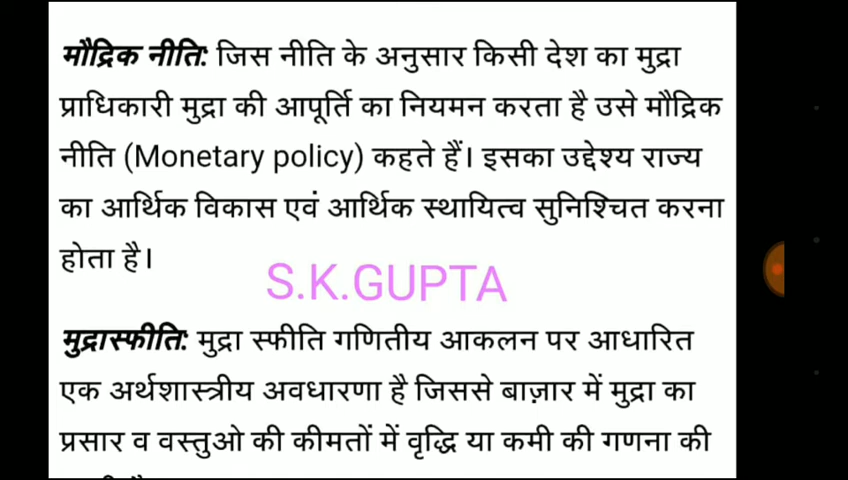 मौद्रिक नीति: जिस नीति के अनुसार किसी देश का मुद्रा
प्राधिकारी मुद्रा की आपूर्ति का नियमन करता है उसे मौद्रिक
नीति (Monetary policy) कहते हैं। इसका उद्देश्य राज्य
का आर्थिक विकास एवं आर्थिक स्थायित्व सुनिश्चित करना
होता है।
S.K.GUPTA
मुद्रास्फीति: मुद्रा स्फीति गणितीय आकलन पर आधारित
एक अर्थशास्त्रीय अवधारणा है जिससे बाज़ार में मुद्रा का
प्रसार व वस्तुओ की कीमतों में वृद्धि या कमी की गणना की